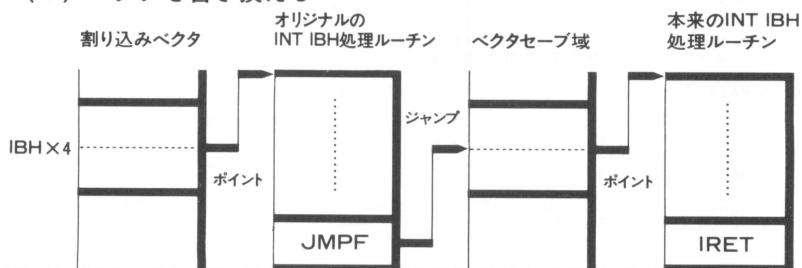 オリジナルの
INT IBH処理ルーチン
本来のINT IBH
処理ルーチン
割り込みベクタ
ベクタセーブ域
IBH×4
ポイント
ジャンプ
ポイント
JMPF
IRET